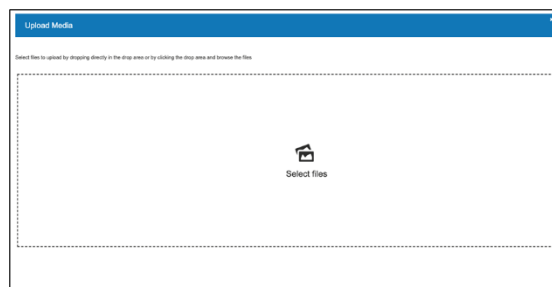 Upload Media
Select files to upload by dropping directly in the drop area or by clicking the drop area and browse the files
Select files